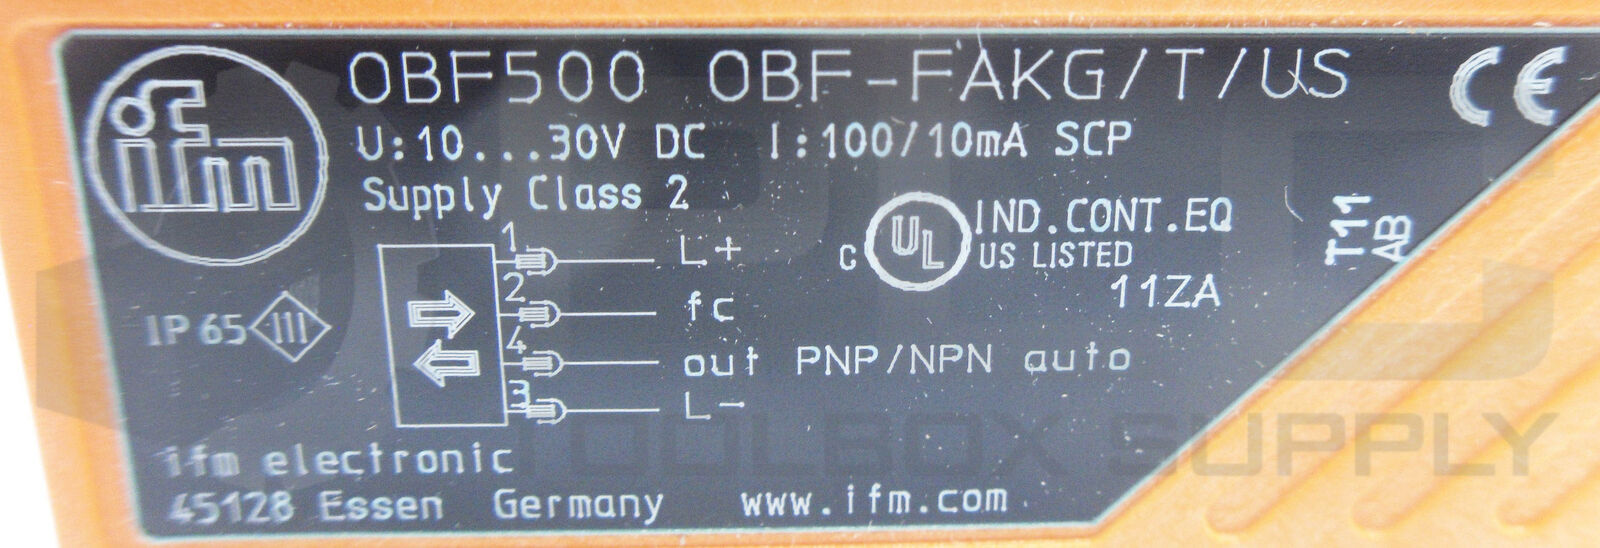 ifm
OBF500 OBF-FAKG/T/US
CE
U:10...30V DC I:100/10mA SCP
Supply Class 2
C UL US LISTED
IND.CONT.EQ
11ZA
T11
AB
1 L+
2 fc
4 out PNP/NPN auto
3 L-
IP 65 III
ifm electronic
45128 Essen Germany www.ifm.com
TOOLBOX SUPPLY